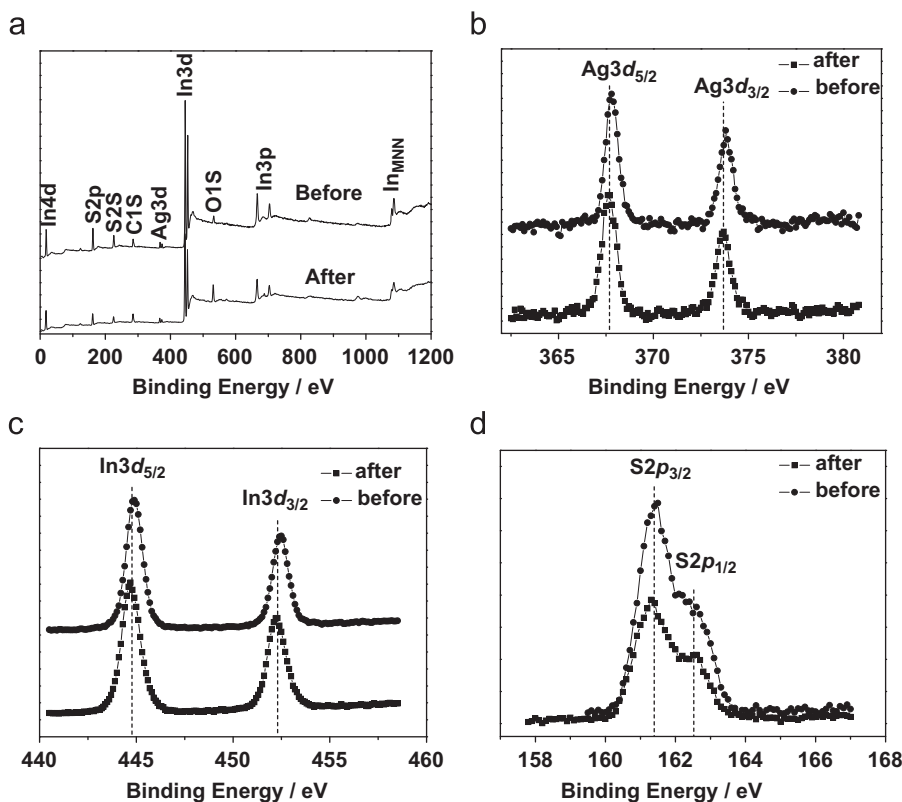 a
In4d
S2p
S2S
C1S
Ag3d
In3d
O1S
In3p
In_MNN
Before
After
0 200 400 600 800 1000 1200
Binding Energy / eV
b
after
before
Ag3d5/2
Ag3d3/2
365 370 375 380
Binding Energy / eV
c
In3d5/2
In3d3/2
after
before
440 445 450 455 460
Binding Energy / eV
d
S2p3/2
S2p1/2
after
before
158 160 162 164 166 168
Binding Energy / eV